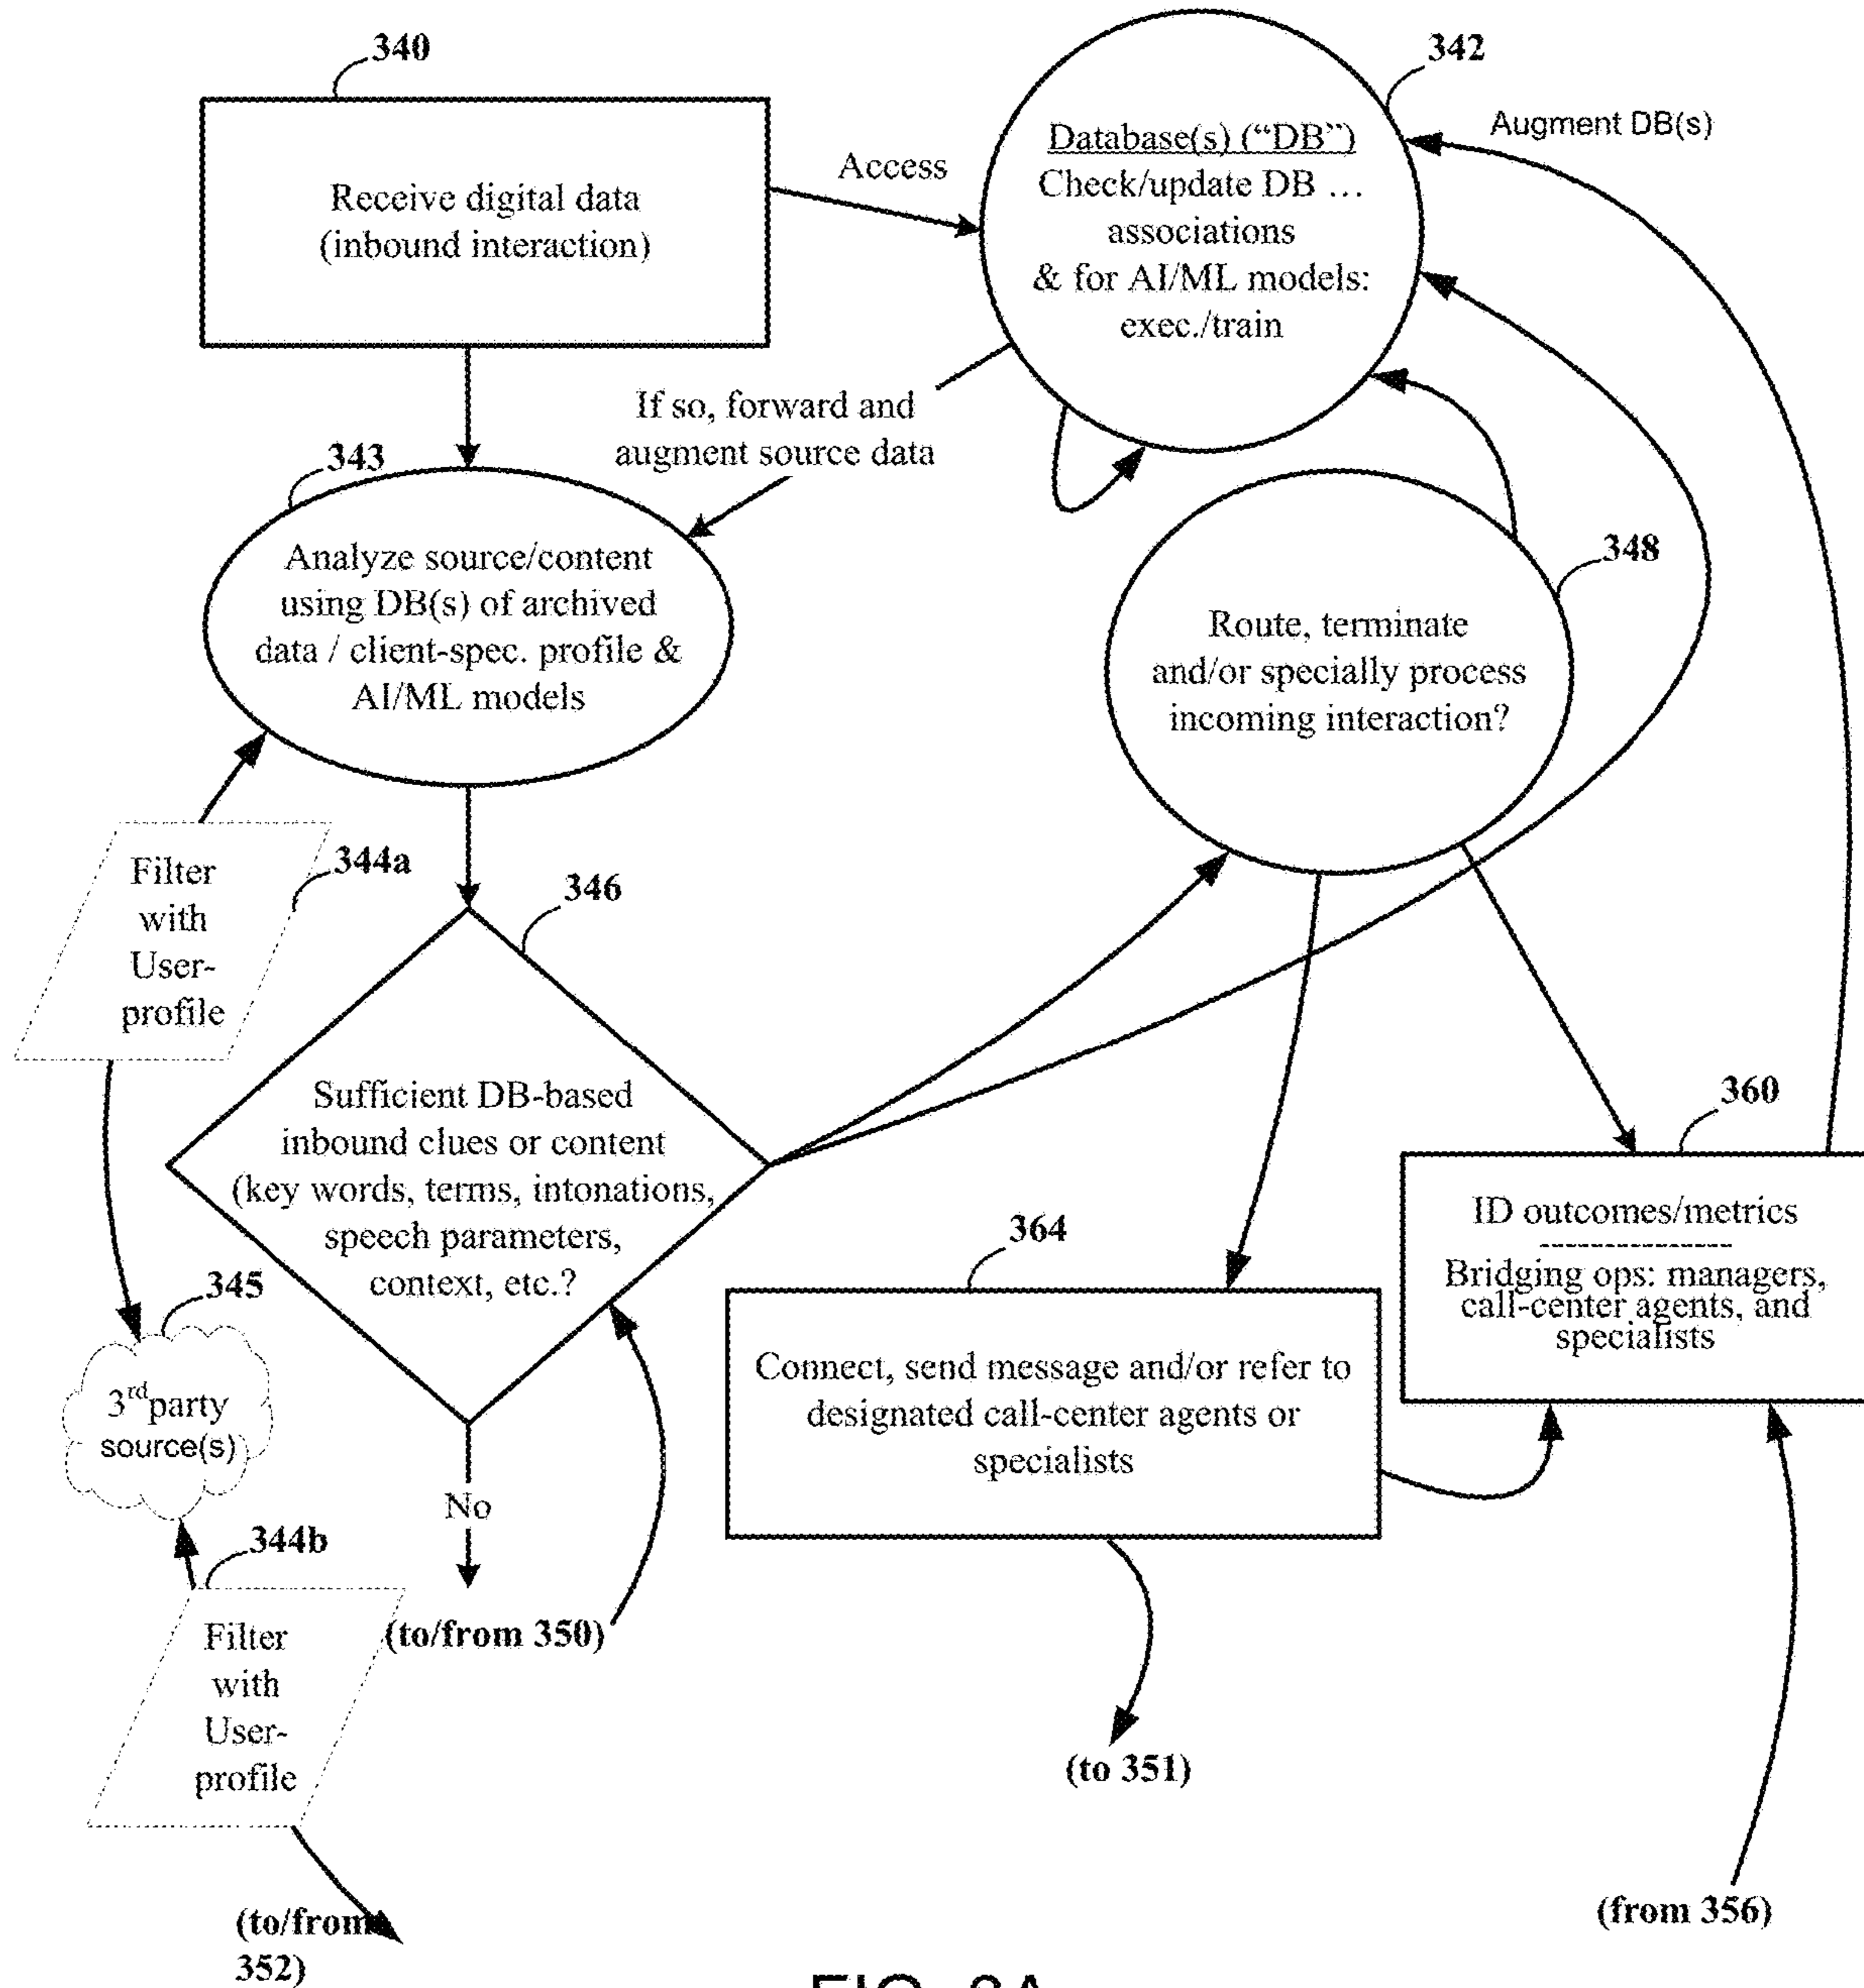 340
Receive digital data
(inbound interaction)
Access
342
Database(s) (“DB”)
Check/update DB ...
associations
& for AI/ML models:
exec./train
Augment DB(s)
If so, forward and
augment source data
343
Analyze source/content
using DB(s) of archived
data / client-spec. profile &
AI/ML models
348
Route, terminate
and/or specially process
incoming interaction?
344a
Filter
with
User-
profile
346
Sufficient DB-based
inbound clues or content
(key words, terms, intonations,
speech parameters,
context, etc.?
360
ID outcomes/metrics
Bridging ops: managers,
call-center agents, and
specialists
364
Connect, send message and/or refer to
designated call-center agents or
specialists
345
3rd party
source(s)
No
344b
Filter
with
User-
profile
(to/from 350)
(to 351)
(to/from
352)
(from 356)
FIG. 3A